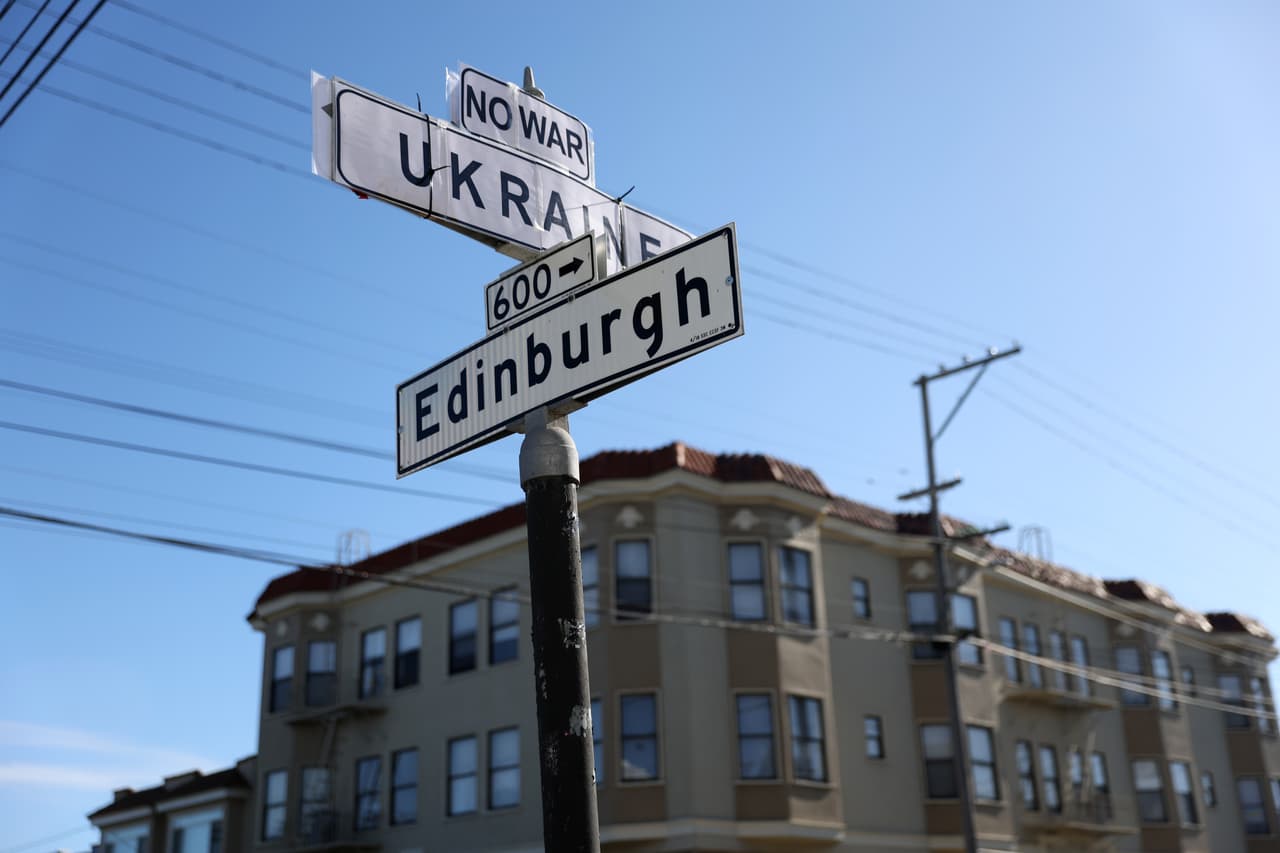 NO WAR
UKRAINE
600 →
Edinburgh